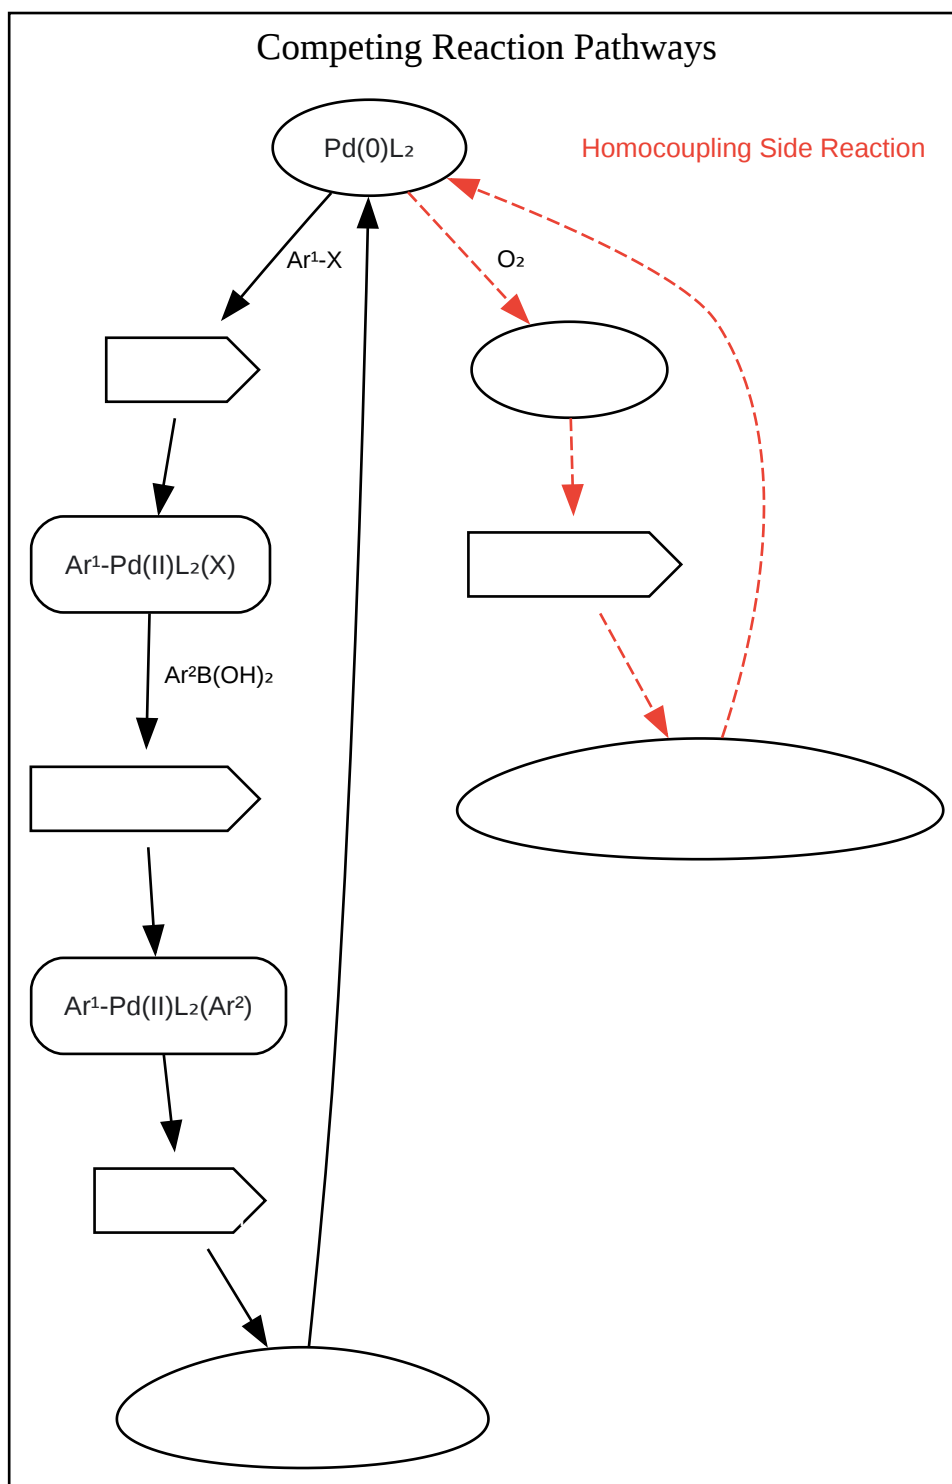 Competing Reaction Pathways
Pd(0)L₂
Homocoupling Side Reaction
Ar¹-X
O₂
Ar¹-Pd(II)L₂(X)
Ar²B(OH)₂
Ar¹-Pd(II)L₂(Ar²)